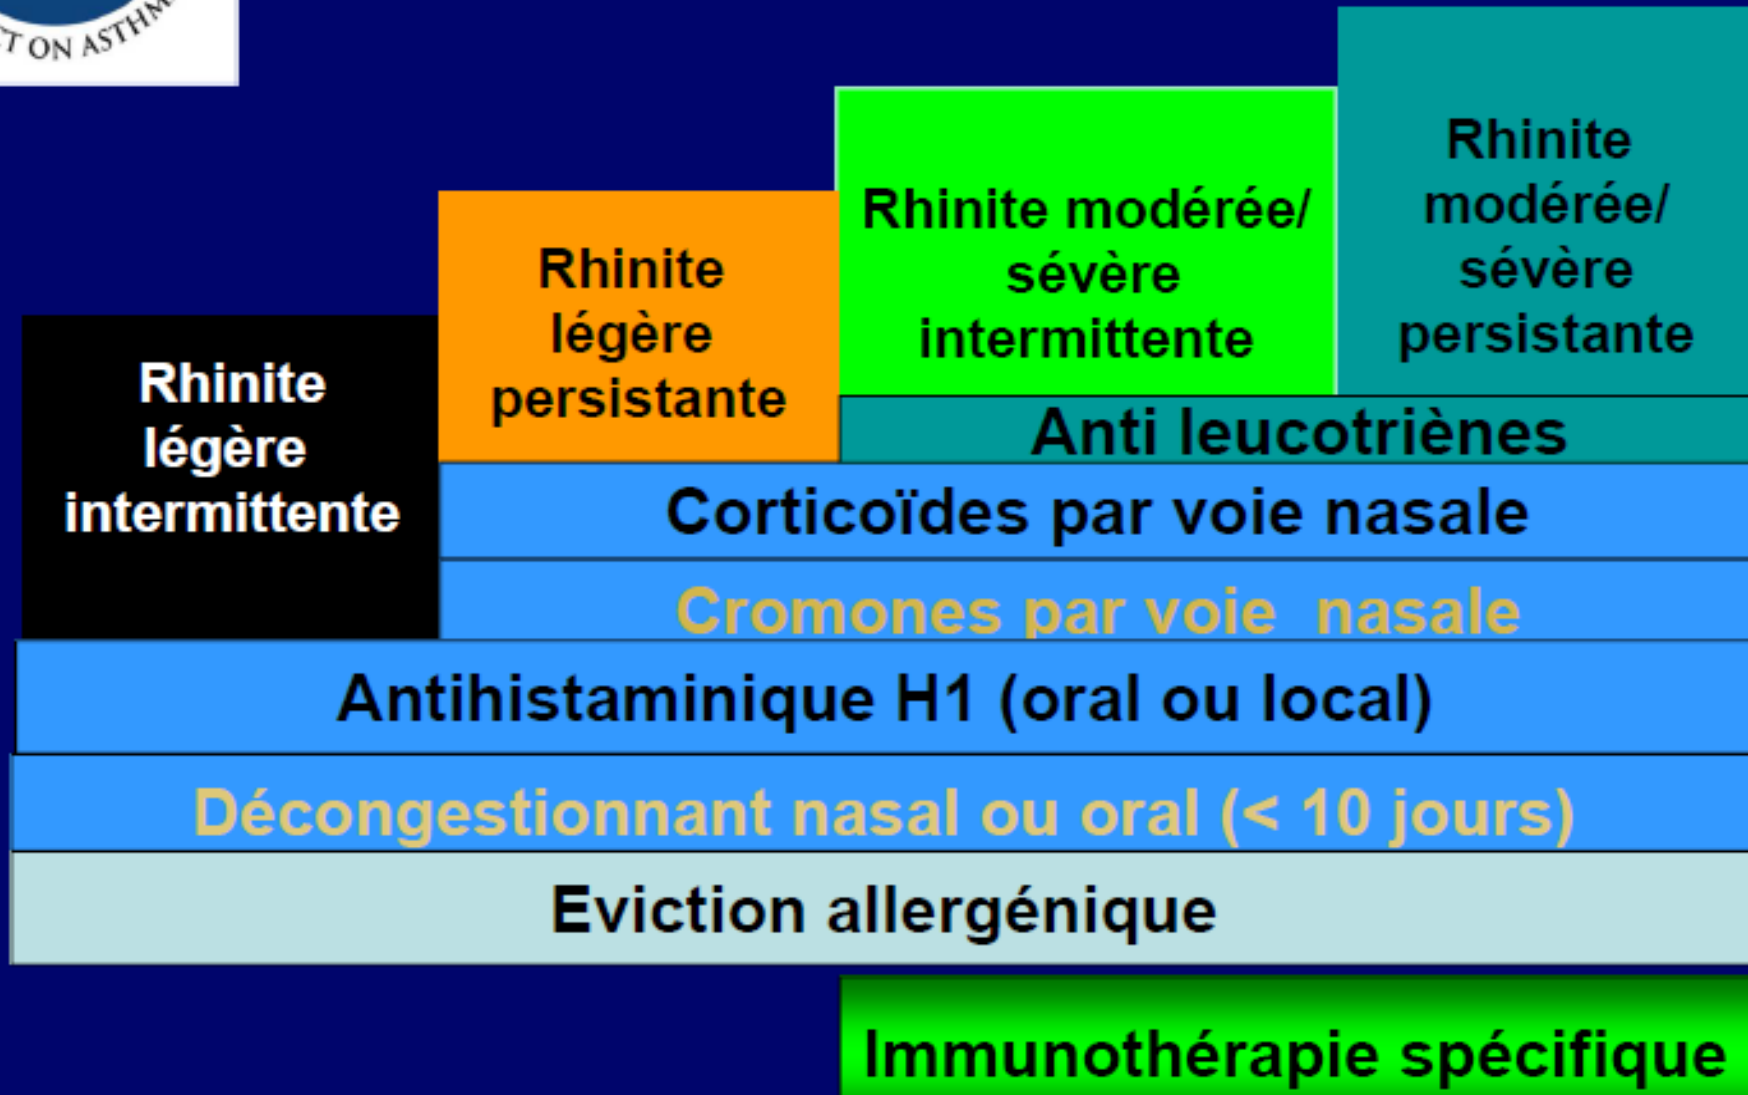 ON ASTHM
Rhinite
légère
intermittente
Rhinite
légère
persistante
Rhinite modérée/
sévère
intermittente
Rhinite
modérée/
sévère
persistante
Anti leucotriènes
Corticoïdes par voie nasale
Cromones par voie nasale
Antihistaminique H1 (oral ou local)
Décongestionnant nasal ou oral (< 10 jours)
Eviction allergénique
Immunothérapie spécifique